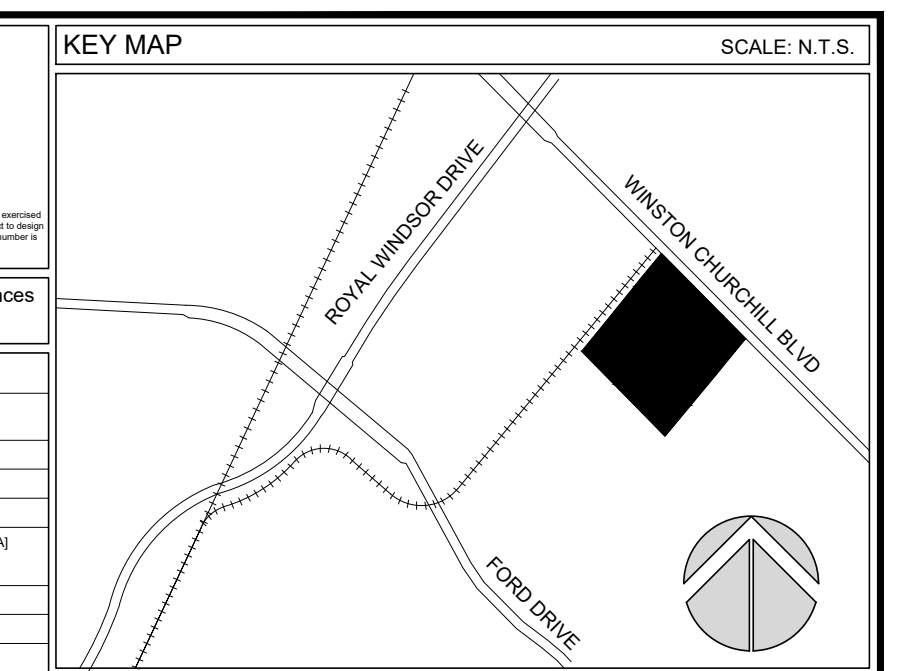 KEY MAP
SCALE: N.T.S.
exercised
t to design
number is
nces
A]
ROYAL WINDSOR DRIVE
WINSTON CHURCHILL BLVD
FORD DRIVE